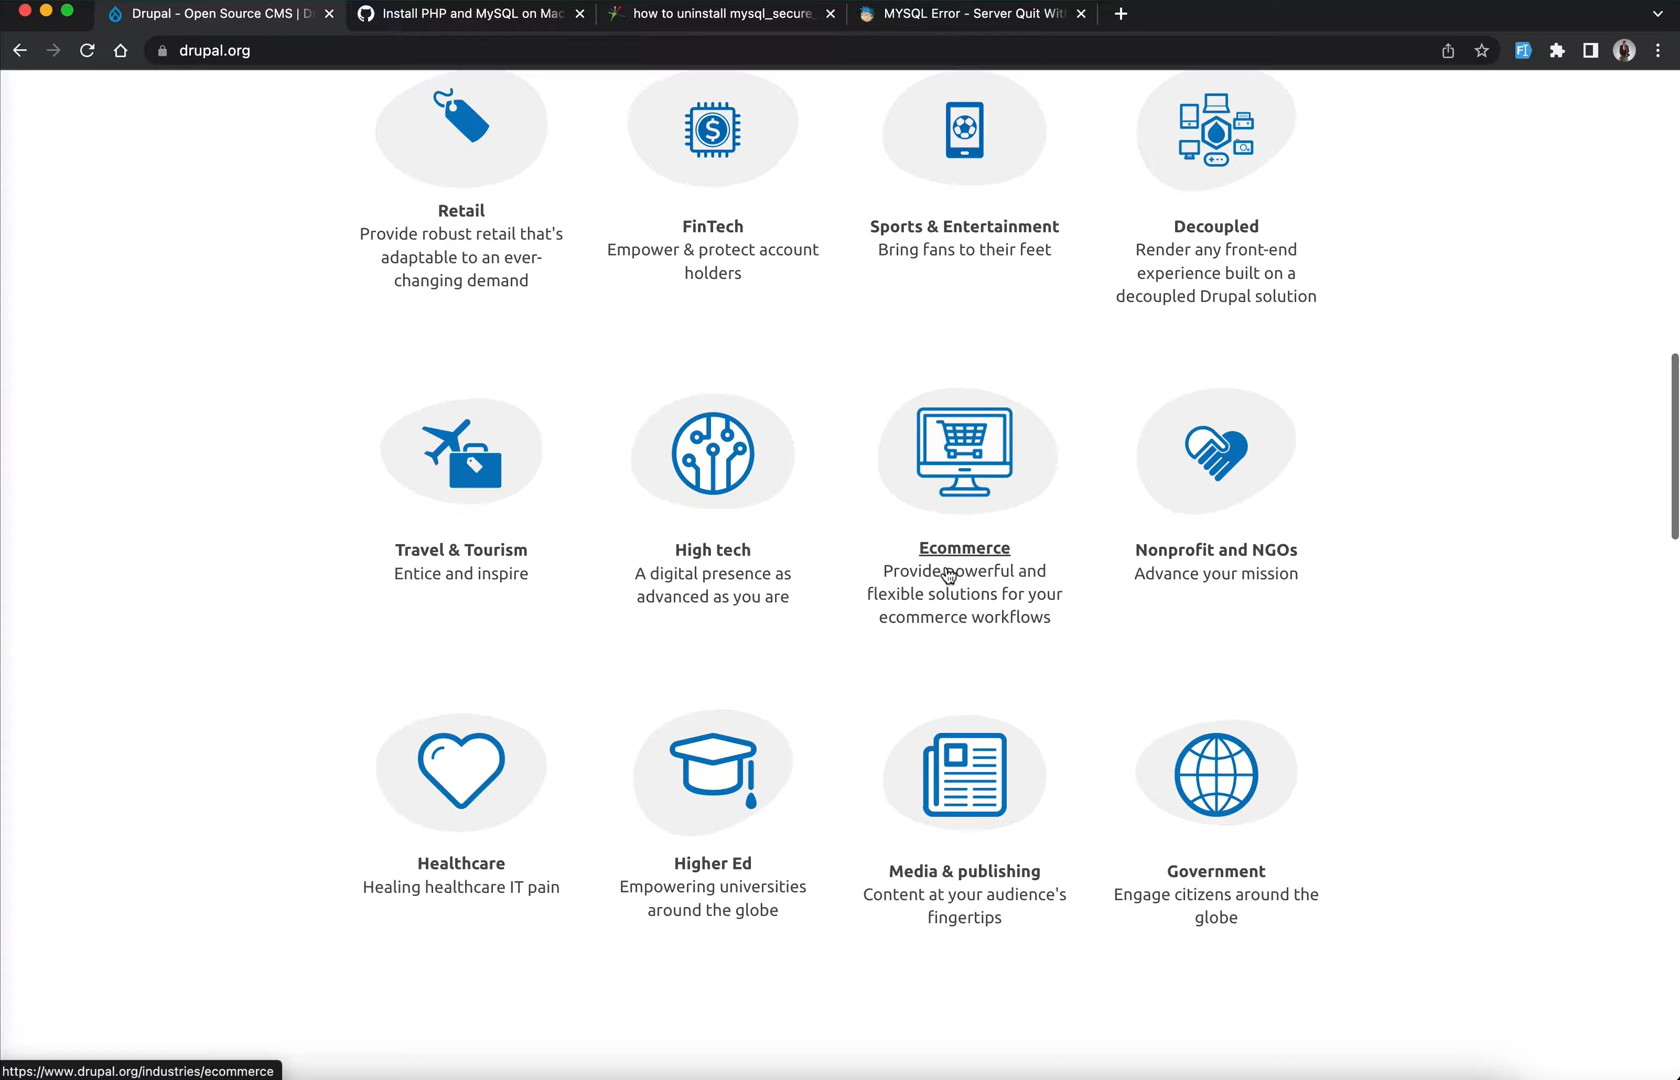 Drupal - Open Source CMS | D
Install PHP and MySQL on Mac
how to uninstall mysql_secure_
MYSQL Error - Server Quit Wit
drupal.org
Retail
Provide robust retail that's
adaptable to an ever-
changing demand
FinTech
Empower & protect account
holders
Sports & Entertainment
Bring fans to their feet
Decoupled
Render any front-end
experience built on a
decoupled Drupal solution
Travel & Tourism
Entice and inspire
High tech
A digital presence as
advanced as you are
Ecommerce
Provide powerful and
flexible solutions for your
ecommerce workflows
Nonprofit and NGOs
Advance your mission
Healthcare
Healing healthcare IT pain
Higher Ed
Empowering universities
around the globe
Media & publishing
Content at your audience's
fingertips
Government
Engage citizens around the
globe
https://www.drupal.org/industries/ecommerce